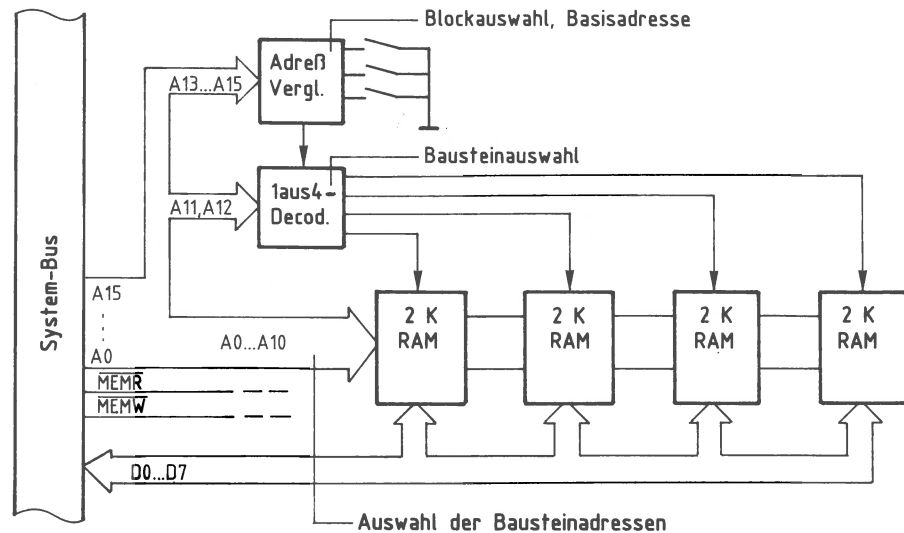 Blockauswahl, Basisadresse
Adreß
Vergl.
A13...A15
Bausteinauswahl
1aus4-
Decod.
A11,A12
System-Bus
A15
A0
A0...A10
MEMR
MEMW
2 K
RAM
2 K
RAM
2 K
RAM
2 K
RAM
D0...D7
Auswahl der Bausteinadressen